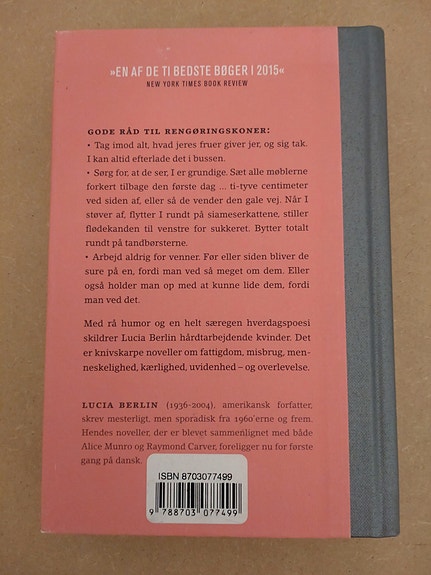 »EN AF DE TI BEDSTE BØGER I 2015«
NEW YORK TIMES BOOK REVIEW
GODE RÅD TIL RENGØRINGSKONER:
• Tag imod alt, hvad jeres fruer giver jer, og sig tak.
I kan altid efterlade det i bussen.
• Sørg for, at de ser, I er grundige. Sæt alle møblerne
forkert tilbage den første dag ... ti-tyve centimeter
ved siden af, eller så de vender den gale vej. Når I
støver af, flytter I rundt på siameserkattene, stiller
flødekanden til venstre for sukkeret. Bytter totalt
rundt på tandbørsterne.
• Arbejd aldrig for venner. Før eller siden bliver de
sure på en, fordi man ved så meget om dem. Eller
også holder man op med at kunne lide dem, fordi
man ved det.
Med rå humor og en helt særegen hverdagspoesi
skildrer Lucia Berlin hårdtarbejdende kvinder. Det
er knivskarpe noveller om fattigdom, misbrug, men-
neskelighed, kærlighed, uvidenhed – og overlevelse.
LUCIA BERLIN (1936-2004), amerikansk forfatter,
skrev mesterligt, men sporadisk fra 1960'erne og frem.
Hendes noveller, der er blevet sammenlignet med både
Alice Munro og Raymond Carver, foreligger nu for første
gang på dansk.
ISBN 8703077499
9 788703 077499